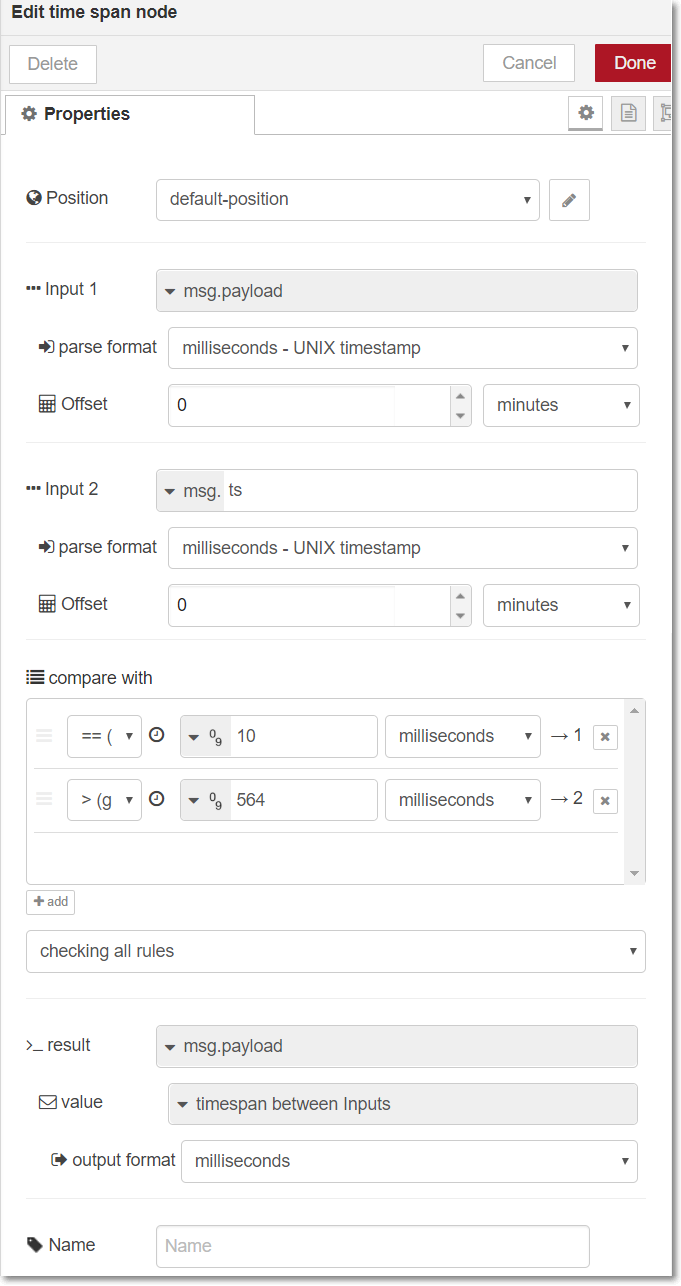 Edit time span node
Delete Cancel Done
Properties
Position default-position
Input 1 msg.payload
parse format milliseconds - UNIX timestamp
Offset 0 minutes
Input 2 msg. ts
parse format milliseconds - UNIX timestamp
Offset 0 minutes
compare with
== ( 09 10 milliseconds → 1
> (g 09 564 milliseconds → 2
add
checking all rules
result msg.payload
value timespan between Inputs
output format milliseconds
Name Name